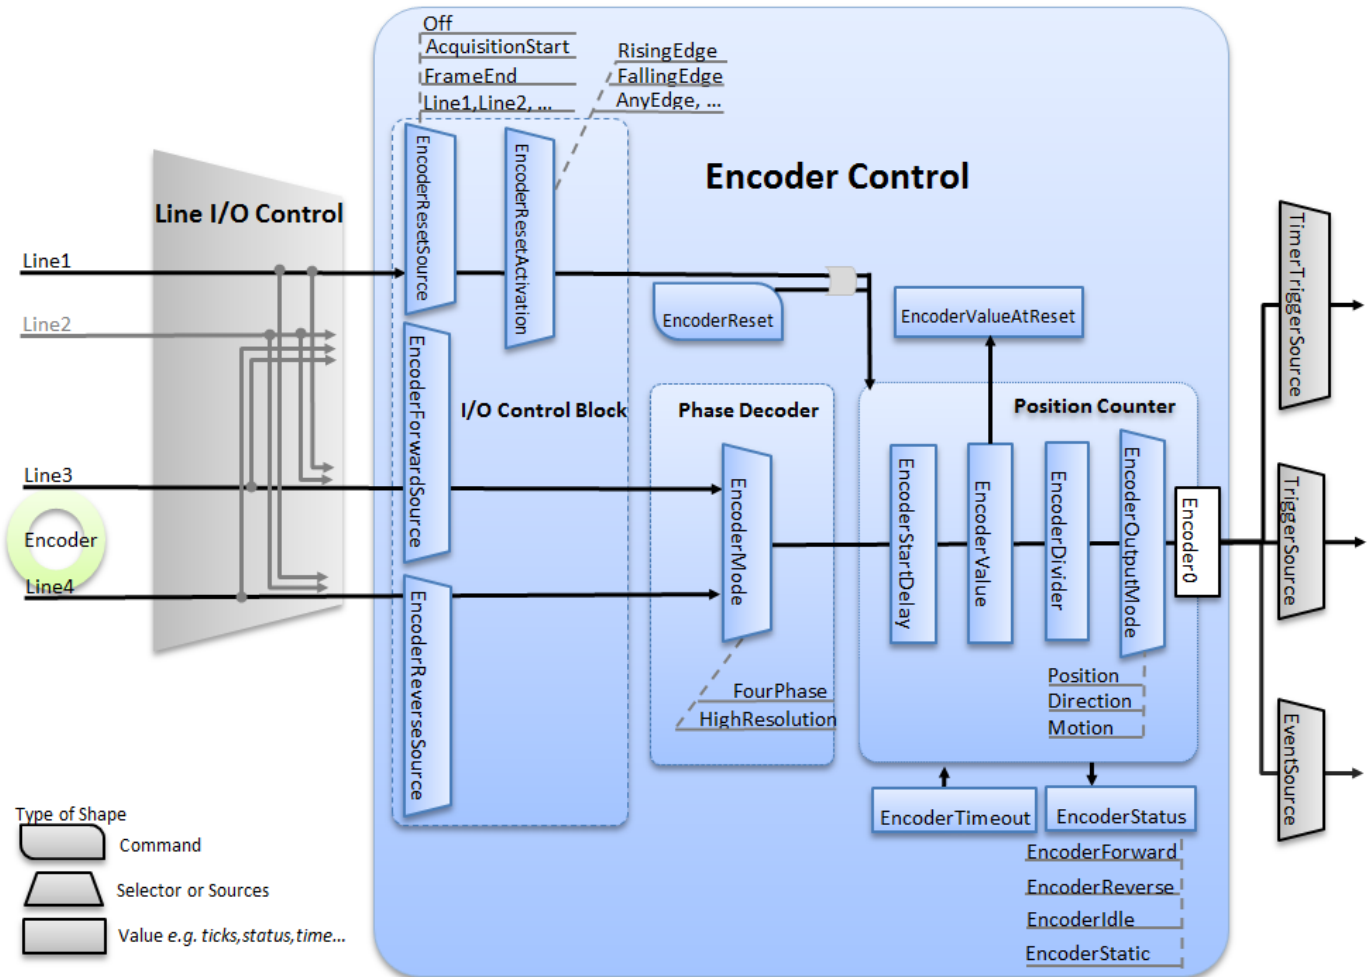 Off
AcquisitionStart
FrameEnd
Line1,Line2, ...
RisingEdge
FallingEdge
AnyEdge, ...
Encoder Control
Line I/O Control
EncoderResetSource
EncoderResetActivation
Line1
Line2
EncoderReset
EncoderValueAtReset
TimerTriggerSource
EncoderForwardSource
I/O Control Block
Phase Decoder
Position Counter
Line3
Encoder
Line4
EncoderMode
EncoderStartDelay
EncoderValue
EncoderDivider
EncoderOutputMode
Encoder0
TriggerSource
EncoderReverseSource
FourPhase
HighResolution
Position
Direction
Motion
EventSource
EncoderTimeout
EncoderStatus
EncoderForward
EncoderReverse
EncoderIdle
EncoderStatic
Type of Shape
Command
Selector or Sources
Value e.g. ticks,status,time...